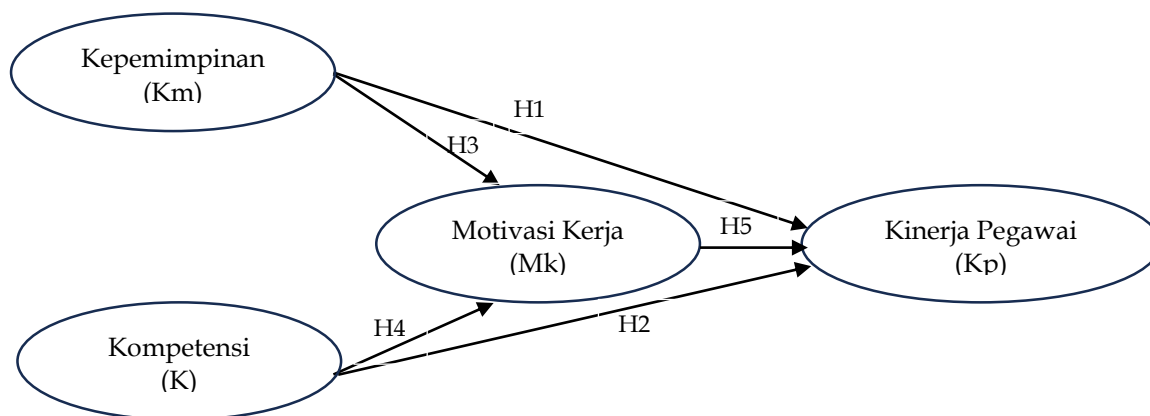 Kepemimpinan
(Km)
H1
H3
Motivasi Kerja
(Mk)
H5
Kinerja Pegawai
(Kp)
H4
H2
Kompetensi
(K)